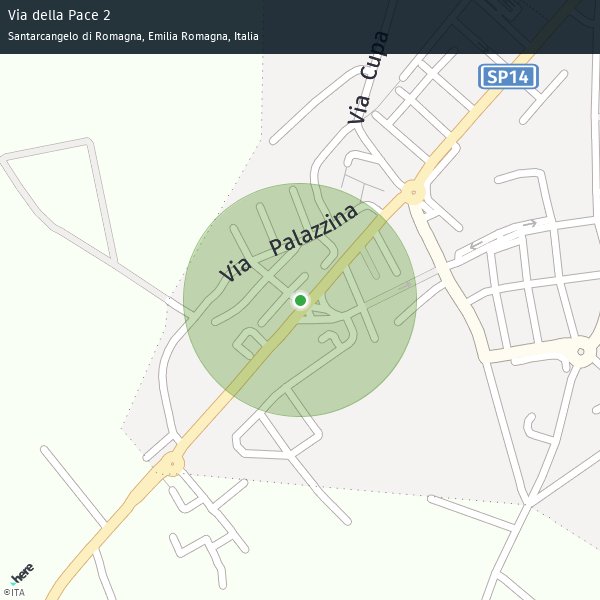 Via della Pace 2
Santarcangelo di Romagna, Emilia Romagna, Italia
Via Cupa
SP14
Via Palazzina
here
©ITA